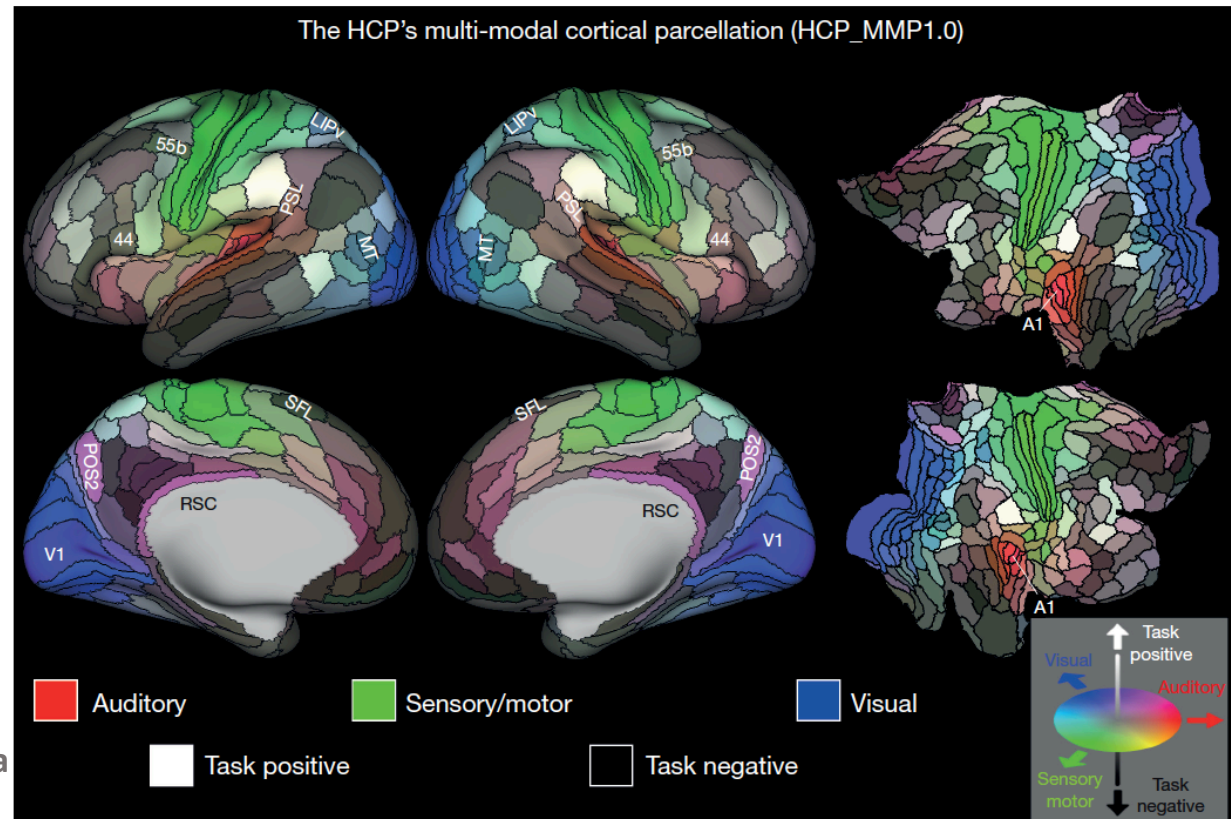 The HCP's multi-modal cortical parcellation (HCP_MMP1.0)
LIPv
55b
PSL
44
MT
LIPv
55b
PSL
44
MT
A1
SFL
POS2
RSC
V1
SFL
POS2
RSC
V1
A1
Auditory
Sensory/motor
Visual
Task positive
Task negative
a
Task
positive
Visual
Auditory
Sensory
motor
Task
negative